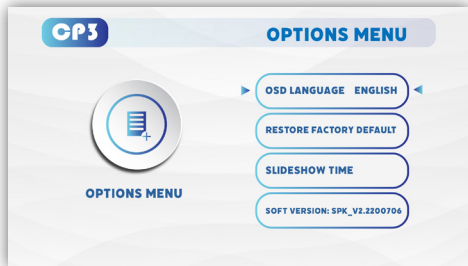 CP3
OPTIONS MENU
OSD LANGUAGE ENGLISH
RESTORE FACTORY DEFAULT
SLIDESHOW TIME
SOFT VERSION: SPK_V2.2200706
OPTIONS MENU